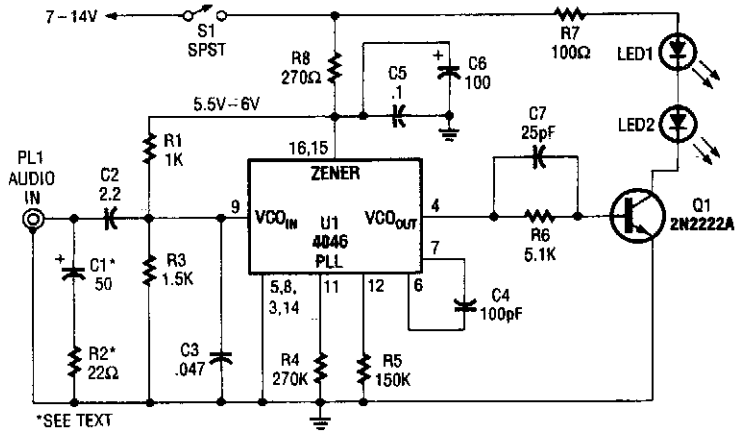 7–14V
S1
SPST
R8
270Ω
C5
.1
C6
+
100
R7
100Ω
LED1
LED2
5.5V–6V
R1
1K
PL1
AUDIO
IN
C2
2.2
16,15
ZENER
9
VCOIN
U1
4046
PLL
VCOOUT
4
7
6
C7
25pF
R6
5.1K
Q1
2N2222A
+
C1*
50
R3
1.5K
5,8,
3,14
11
12
C4
100pF
R2*
22Ω
C3
.047
R4
270K
R5
150K
*SEE TEXT